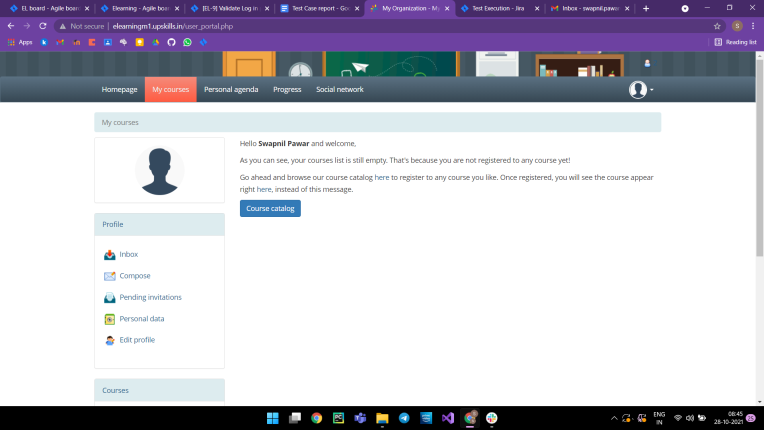 EL board - Agile board
Elearning - Agile board
[EL-9] Validate Log in
Test Case report - Goo
My Organization - My
Test Execution - Jira
Inbox - swapnil.pawar
Not secure | elearningm1.upskills.in/user_portal.php
S
Apps
Reading list
Homepage
My courses
Personal agenda
Progress
Social network
My courses
Hello Swapnil Pawar and welcome,
As you can see, your courses list is still empty. That's because you are not registered to any course yet!
Go ahead and browse our course catalog here to register to any course you like. Once registered, you will see the course appear
right here, instead of this message.
Course catalog
Profile
Inbox
Compose
Pending invitations
Personal data
Edit profile
Courses
ENG
IN
08:45
28-10-2021